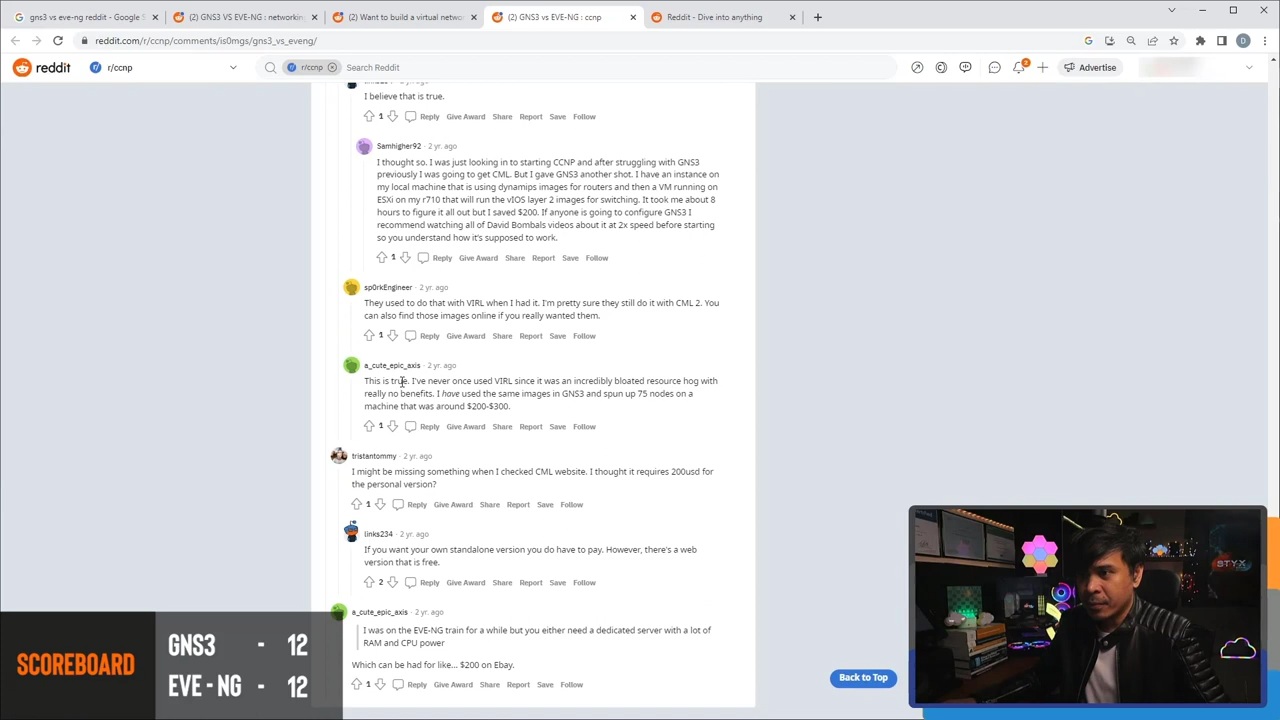 gns3 vs eve-ng reddit - Google S
(2) GNS3 VS EVE-NG : networkin
(2) Want to build a virtual netwo
(2) GNS3 vs EVE-NG : ccnp
Reddit - Dive into anything
reddit.com/r/ccnp/comments/is0mgs/gns3_vs_eveng/
D
reddit
r/ccnp
r/ccnp
Search Reddit
2
Advertise
2 yr. ago
I believe that is true.
1 Reply Give Award Share Report Save Follow
Samhigher92 · 2 yr. ago
I thought so. I was just looking in to starting CCNP and after struggling with GNS3
previously I was going to get CML. But I gave GNS3 another shot. I have an instance on
my local machine that is using dynamips images for routers and then a VM running on
ESXi on my r710 that will run the vIOS layer 2 images for switching. It took me about 8
hours to figure it all out but I saved $200. If anyone is going to configure GNS3 I
recommend watching all of David Bombals videos about it at 2x speed before starting
so you understand how it's supposed to work.
1 Reply Give Award Share Report Save Follow
sp0rkEngineer · 2 yr. ago
They used to do that with VIRL when I had it. I'm pretty sure they still do it with CML 2. You
can also find those images online if you really wanted them.
1 Reply Give Award Share Report Save Follow
a_cute_epic_axis · 2 yr. ago
This is true. I've never once used VIRL since it was an incredibly bloated resource hog with
really no benefits. I have used the same images in GNS3 and spun up 75 nodes on a
machine that was around $200-$300.
1 Reply Give Award Share Report Save Follow
tristantommy · 2 yr. ago
I might be missing something when I checked CML website. I thought it requires 200usd for
the personal version?
1 Reply Give Award Share Report Save Follow
links234 · 2 yr. ago
If you want your own standalone version you do have to pay. However, there's a web
version that is free.
2 Reply Give Award Share Report Save Follow
a_cute_epic_axis · 2 yr. ago
I was on the EVE-NG train for a while but you either need a dedicated server with a lot of
RAM and CPU power
Which can be had for like... $200 on Ebay.
1 Reply Give Award Share Report Save Follow
Back to Top
SCOREBOARD
GNS3 - 12
EVE - NG - 12
STYX